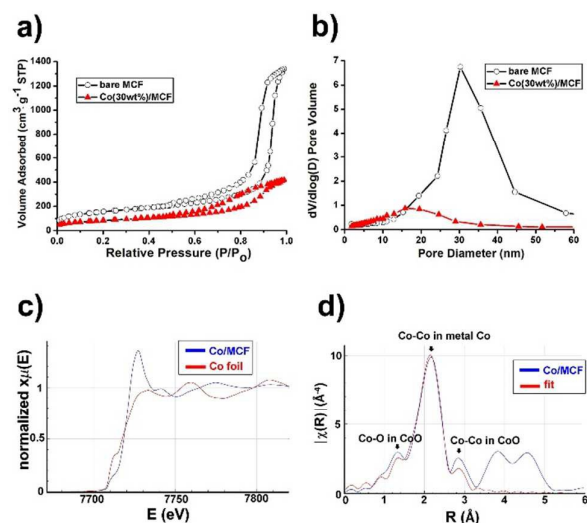 a)
Volume Adsorbed (cm³ g⁻¹ STP)
1400
1200
1000
800
600
400
200
0
bare MCF
Co(30wt%)/MCF
0.0 0.2 0.4 0.6 0.8 1.0
Relative Pressure (P/Po)
b)
dV/dlog(D) Pore Volume
7
6
5
4
3
2
1
0
bare MCF
Co(30wt%)/MCF
0 10 20 30 40 50 60
Pore Diameter (nm)
c)
normalized xμ(E)
1
0.5
0
Co/MCF
Co foil
7700 7750 7800
E (eV)
d)
Co-Co in metal Co
|χ(R)|(Å⁻⁴)
10
5
0
Co/MCF
fit
Co-O in CoO
Co-Co in CoO
0 1 2 3 4 5 6
R (Å)